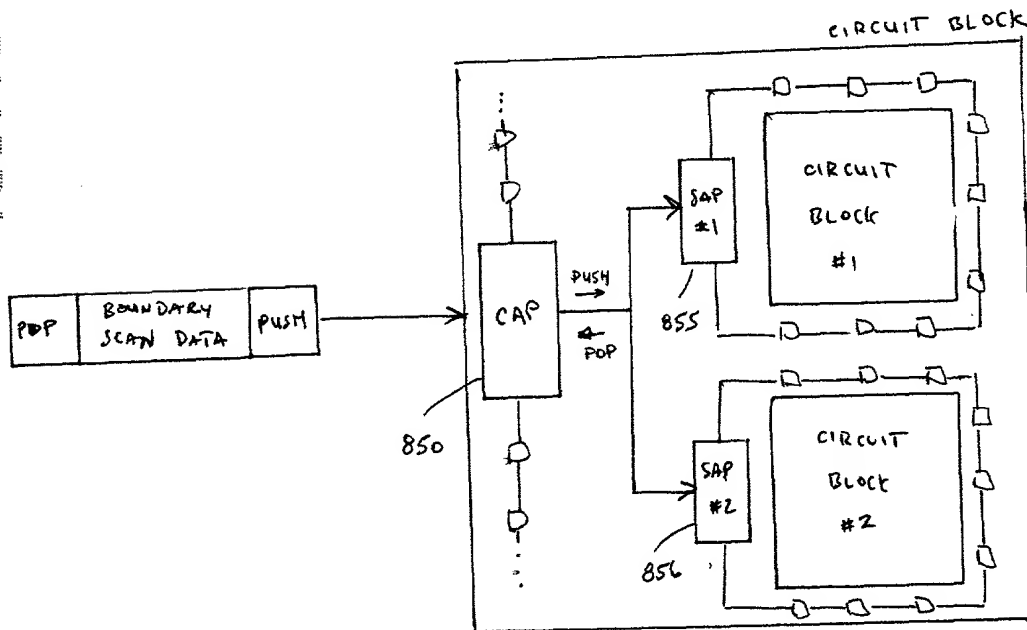 CIRCUIT BLOCK
POP
BOUNDARY
SCAN DATA
PUSH
CAP
850
PUSH
POP
SAP
#1
855
CIRCUIT
BLOCK
#1
SAP
#2
856
CIRCUIT
BLOCK
#2